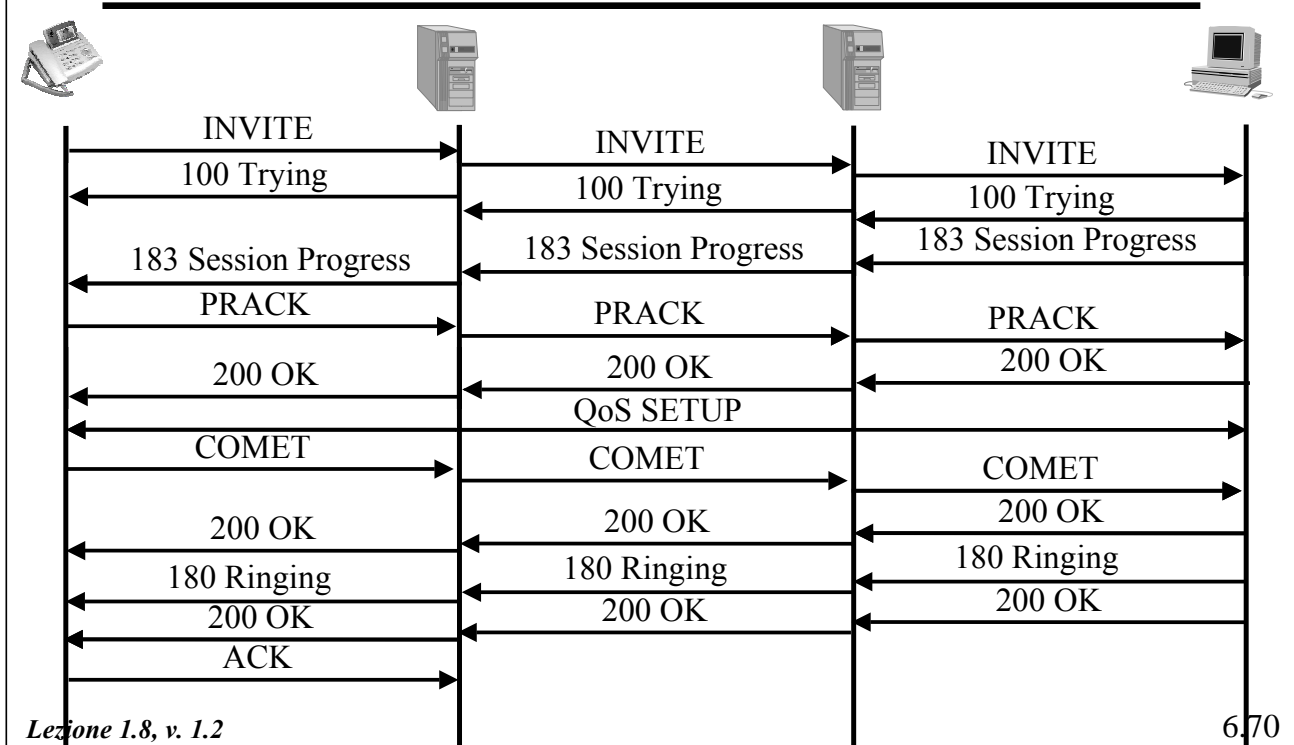 INVITE
INVITE
INVITE
100 Trying
100 Trying
100 Trying
183 Session Progress
183 Session Progress
183 Session Progress
PRACK
PRACK
PRACK
200 OK
200 OK
200 OK
QoS SETUP
COMET
COMET
COMET
200 OK
200 OK
200 OK
180 Ringing
180 Ringing
180 Ringing
200 OK
200 OK
200 OK
ACK
Lezione 1.8, v. 1.2
6.70